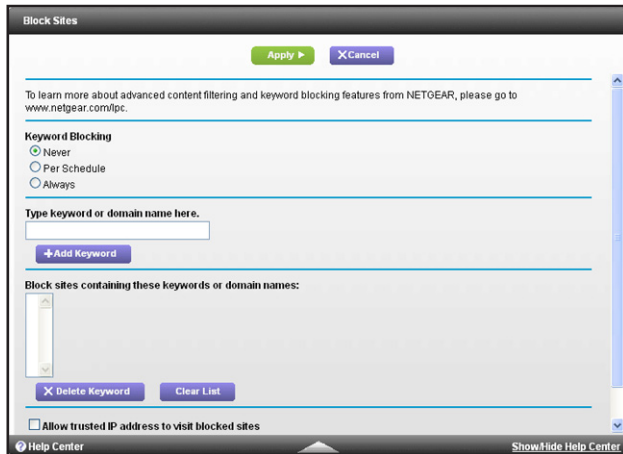 Block Sites
Apply
Cancel
To learn more about advanced content filtering and keyword blocking features from NETGEAR, please go to
www.netgear.com/lpc.
Keyword Blocking
Never
Per Schedule
Always
Type keyword or domain name here.
+Add Keyword
Block sites containing these keywords or domain names:
X Delete Keyword
Clear List
Allow trusted IP address to visit blocked sites
Help Center
Show/Hide Help Center